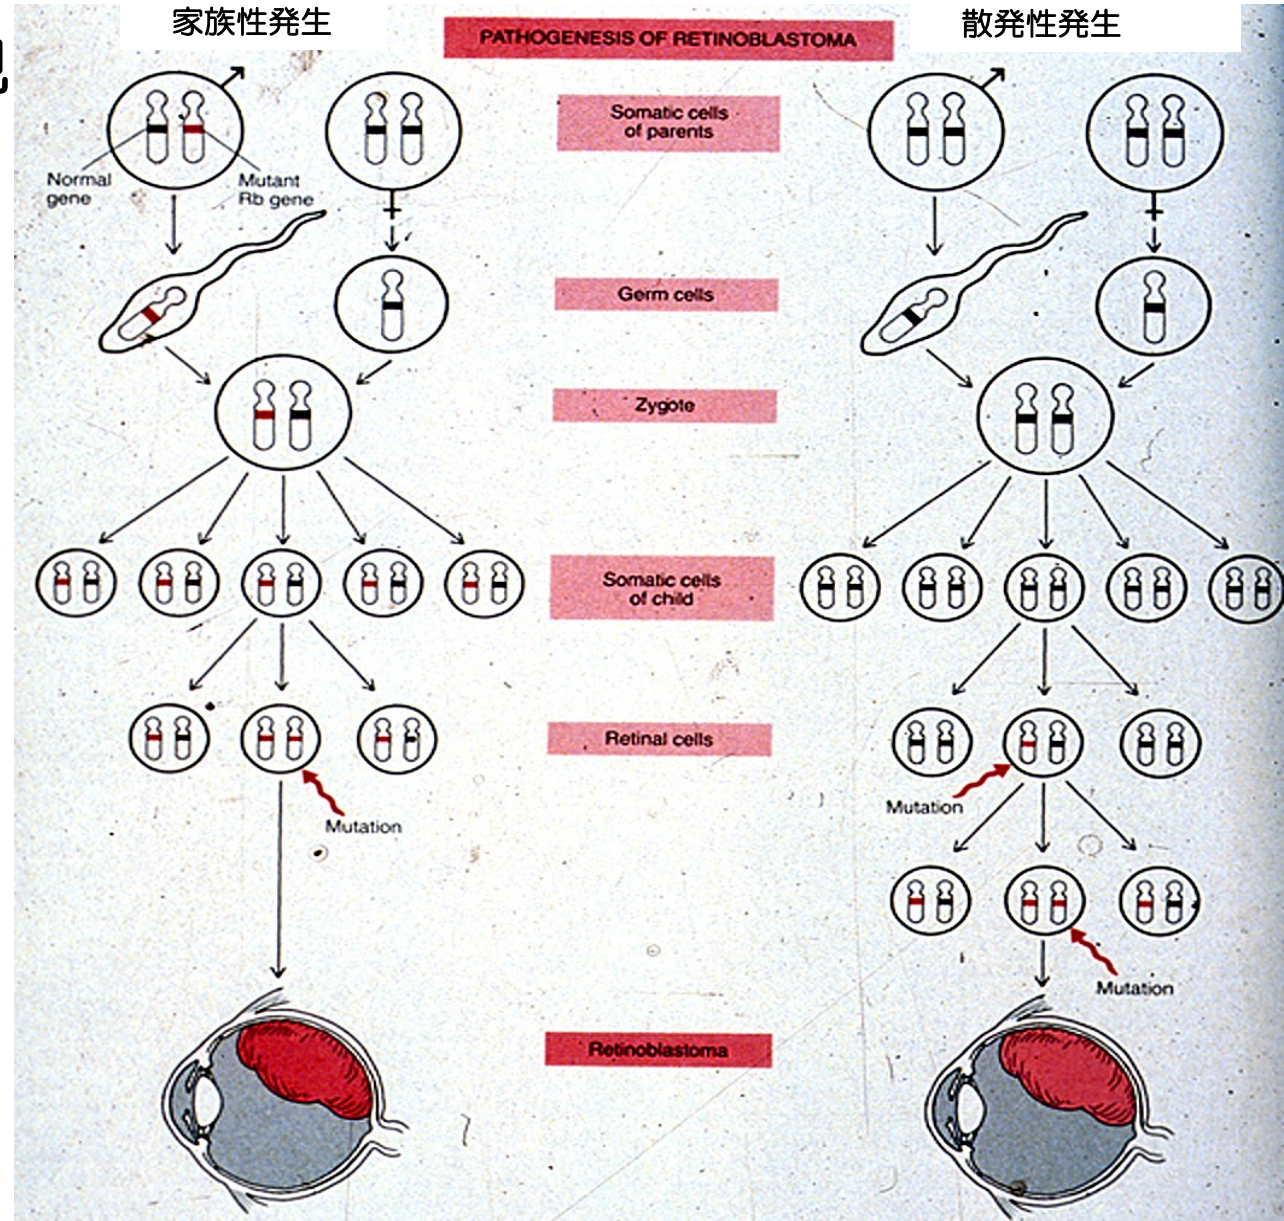 家族性発生
PATHOGENESIS OF RETINOBLASTOMA
散発性発生
Somatic cells
of parents
Normal
gene
Mutant
Rb gene
Germ cells
Zygote
Somatic cells
of child
Retinal cells
Mutation
Mutation
Mutation
Retinoblastoma